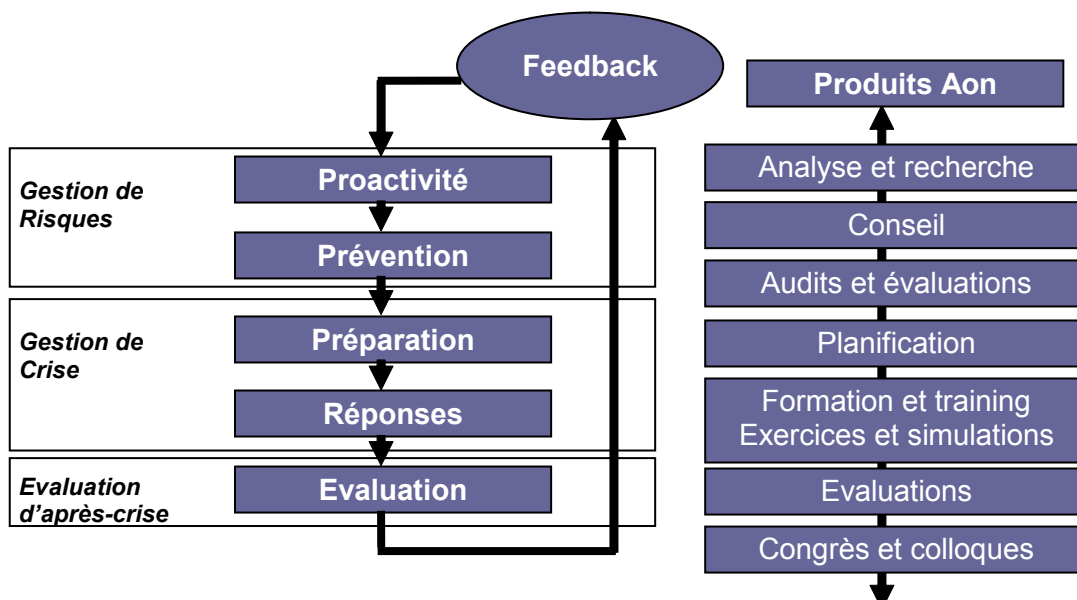 Feedback
Gestion de
Risques
Proactivité
Prévention
Gestion de
Crise
Préparation
Réponses
Evaluation
d’après-crise
Evaluation
Produits Aon
Analyse et recherche
Conseil
Audits et évaluations
Planification
Formation et training
Exercices et simulations
Evaluations
Congrès et colloques